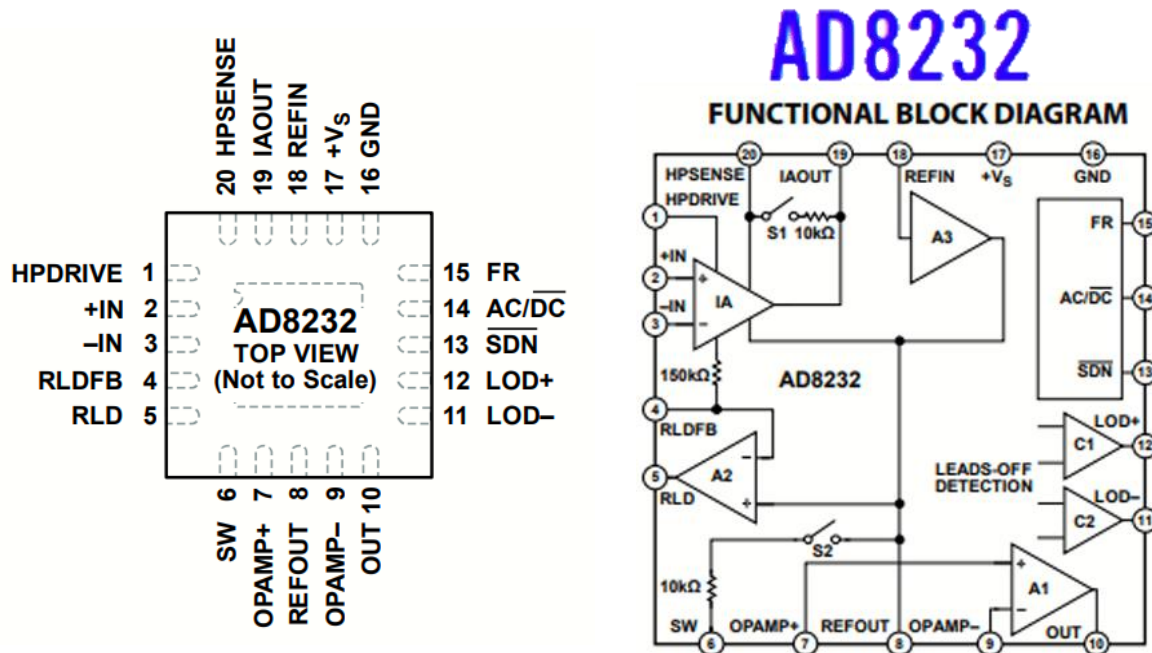 20 HPSENSE
19 IAOUT
18 REFIN
17 +VS
16 GND
HPDRIVE 1
+IN 2
–IN 3
RLDFB 4
RLD 5
AD8232
TOP VIEW
(Not to Scale)
15 FR
14 AC/DC
13 SDN
12 LOD+
11 LOD–
SW 6
OPAMP+ 7
REFOUT 8
OPAMP– 9
OUT 10
AD8232
FUNCTIONAL BLOCK DIAGRAM
20
19
18
17
16
HPSENSE
IAOUT
REFIN
+VS
GND
HPDRIVE
1
S1
10kΩ
A3
FR
15
+IN
2
+
IA
AC/DC
14
–IN
3
–
150kΩ
AD8232
SDN
13
4
RLDFB
LOD+
C1
12
–
5
A2
RLD
+
LEADS-OFF
DETECTION
LOD–
C2
11
S2
10kΩ
+
A1
–
SW
OPAMP+
REFOUT
OPAMP–
OUT
6
7
8
9
10